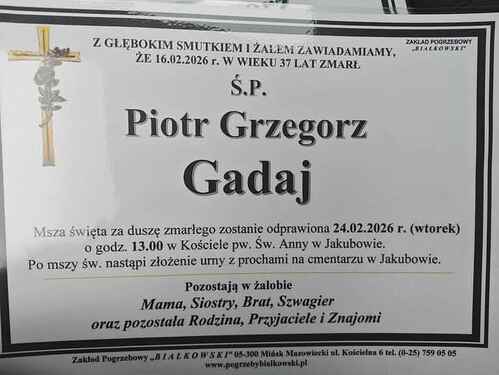 Z GŁĘBOKIM SMUTKIEM I ŻALEM ZAWIADAMIAMY,
ŻE 16.02.2026 r. W WIEKU 37 LAT ZMARŁ
ZAKŁAD POGRZEBOWY
„BIAŁKOWSKI”
Ś.P.
Piotr Grzegorz
Gadaj
Msza święta za duszę zmarłego zostanie odprawiona 24.02.2026 r. (wtorek)
o godz. 13.00 w Kościele pw. Św. Anny w Jakubowie.
Po mszy św. nastąpi złożenie urny z prochami na cmentarzu w Jakubowie.
Pozostają w żałobie
Mama, Siostry, Brat, Szwagier
oraz pozostała Rodzina, Przyjaciele i Znajomi
Zakład Pogrzebowy „BIAŁKOWSKI” 05-300 Mińsk Mazowiecki ul. Kościelna 6 tel. (0-25) 759 05 05
www.pogrzebybialkowski.pl